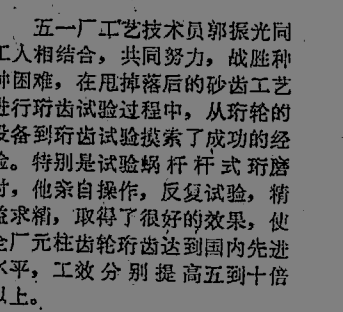 五一厂工艺技术员郭振光同
工人相结合，共同努力，战胜种
种困难，在甩掉落后的砂齿工艺
进行珩齿试验过程中，从珩轮的
设备到珩齿试验摸索了成功的经
验。特别是试验蜗杆杆式珩磨
时，他亲自操作，反复试验，精
益求精，取得了很好的效果，使
全厂元柱齿轮珩齿达到国内先进
水平，工效分别提高五到十倍
以上。